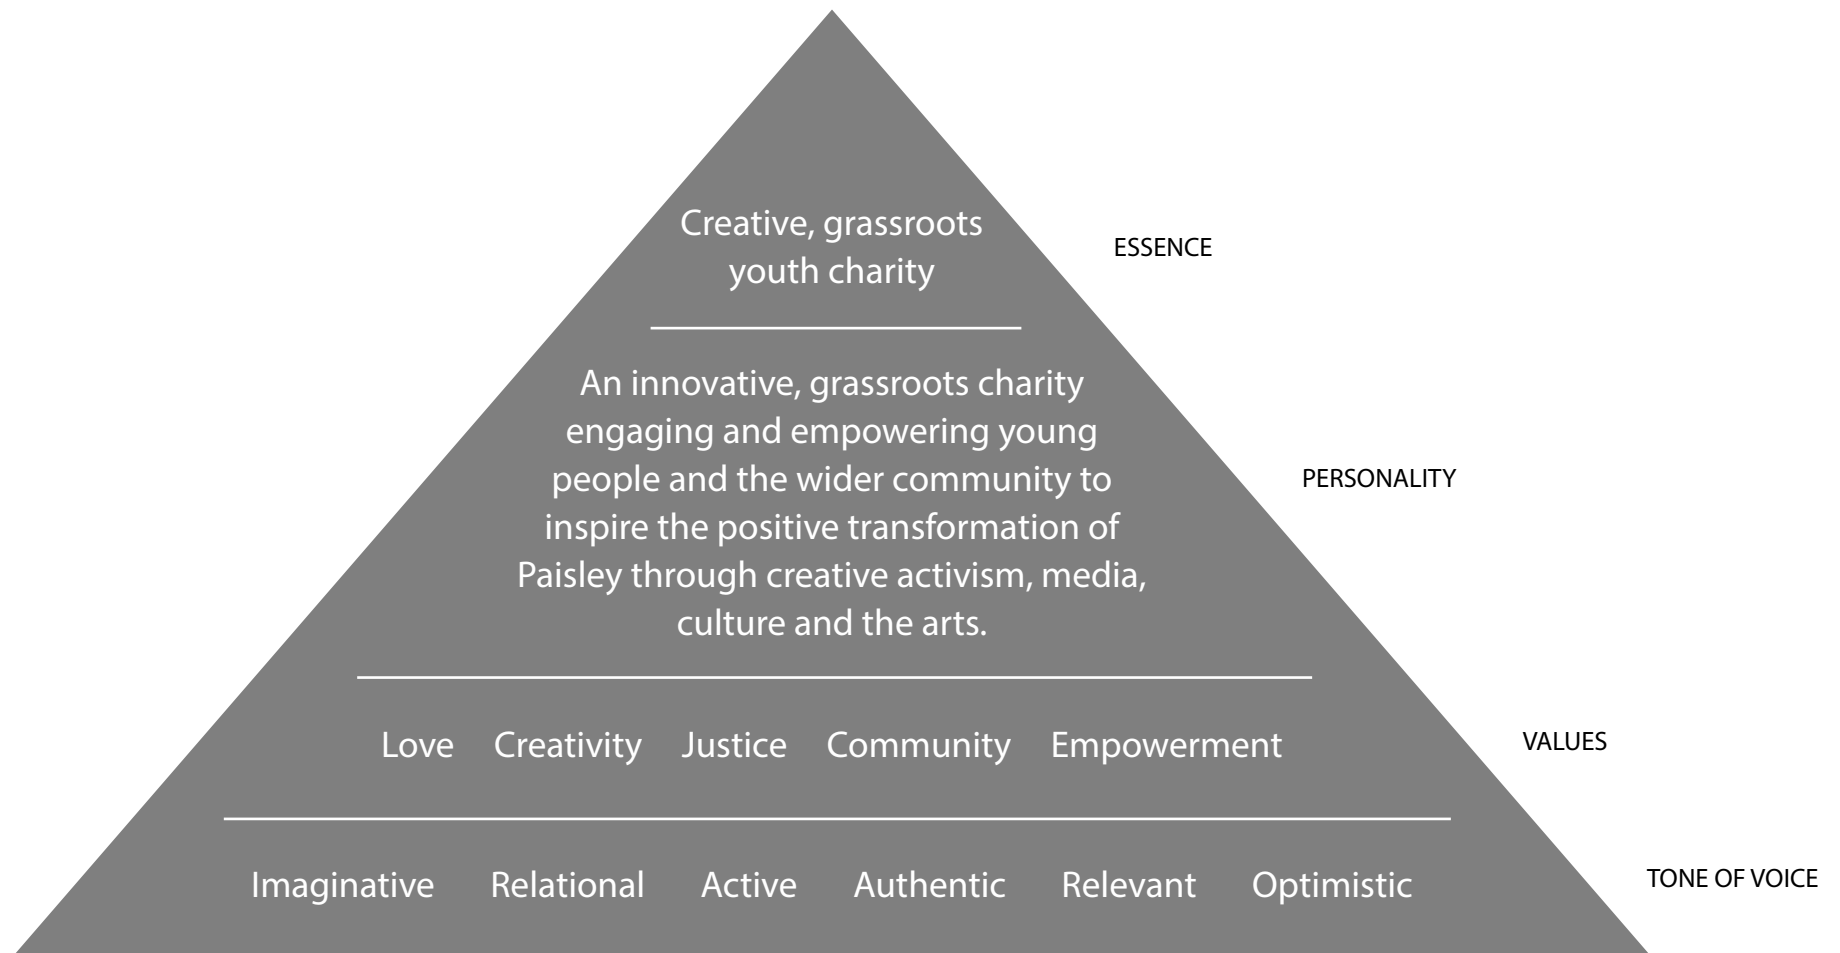 Creative, grassroots
youth charity
ESSENCE
An innovative, grassroots charity
engaging and empowering young
people and the wider community to
inspire the positive transformation of
Paisley through creative activism, media,
culture and the arts.
PERSONALITY
Love Creativity Justice Community Empowerment
VALUES
Imaginative Relational Active Authentic Relevant Optimistic
TONE OF VOICE